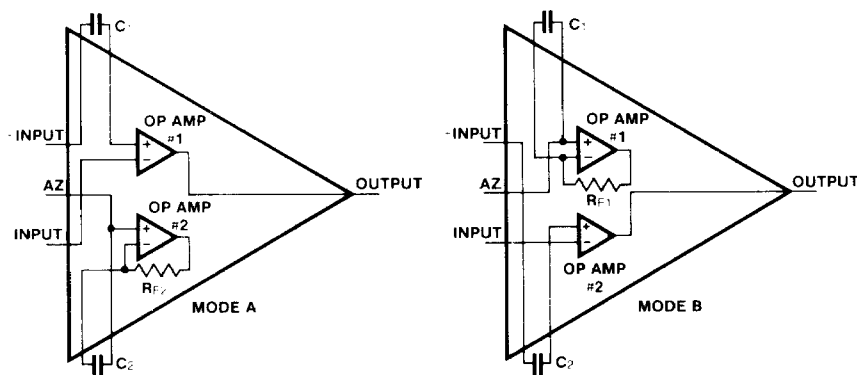 C1
OP AMP
#1
+
−
INPUT
AZ
OP AMP
#2
+
−
INPUT
RF2
OUTPUT
MODE A
C2
C1
OP AMP
#1
+
−
INPUT
AZ
RF1
INPUT
+
−
OP AMP
#2
OUTPUT
MODE B
C2